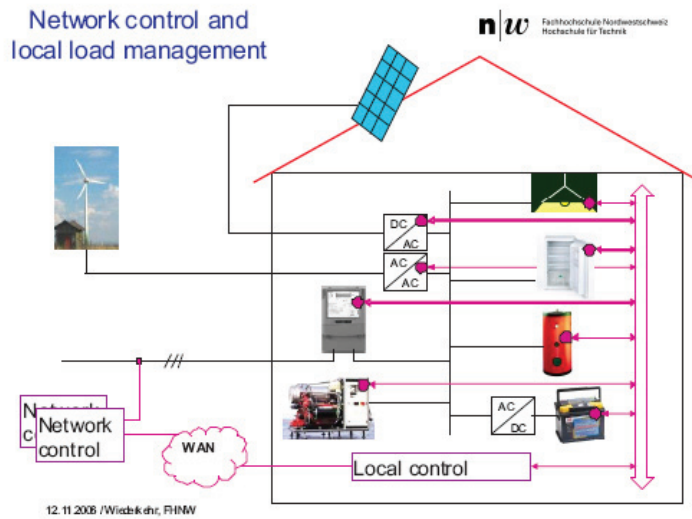 Network control and
local load management
n|w
Fachhochschule Nordwestschweiz
Hochschule für Technik
DC
AC
AC
AC
AC
DC
Network
control
WAN
Local control
12.11.2008 / Wiederkehr, FHNW